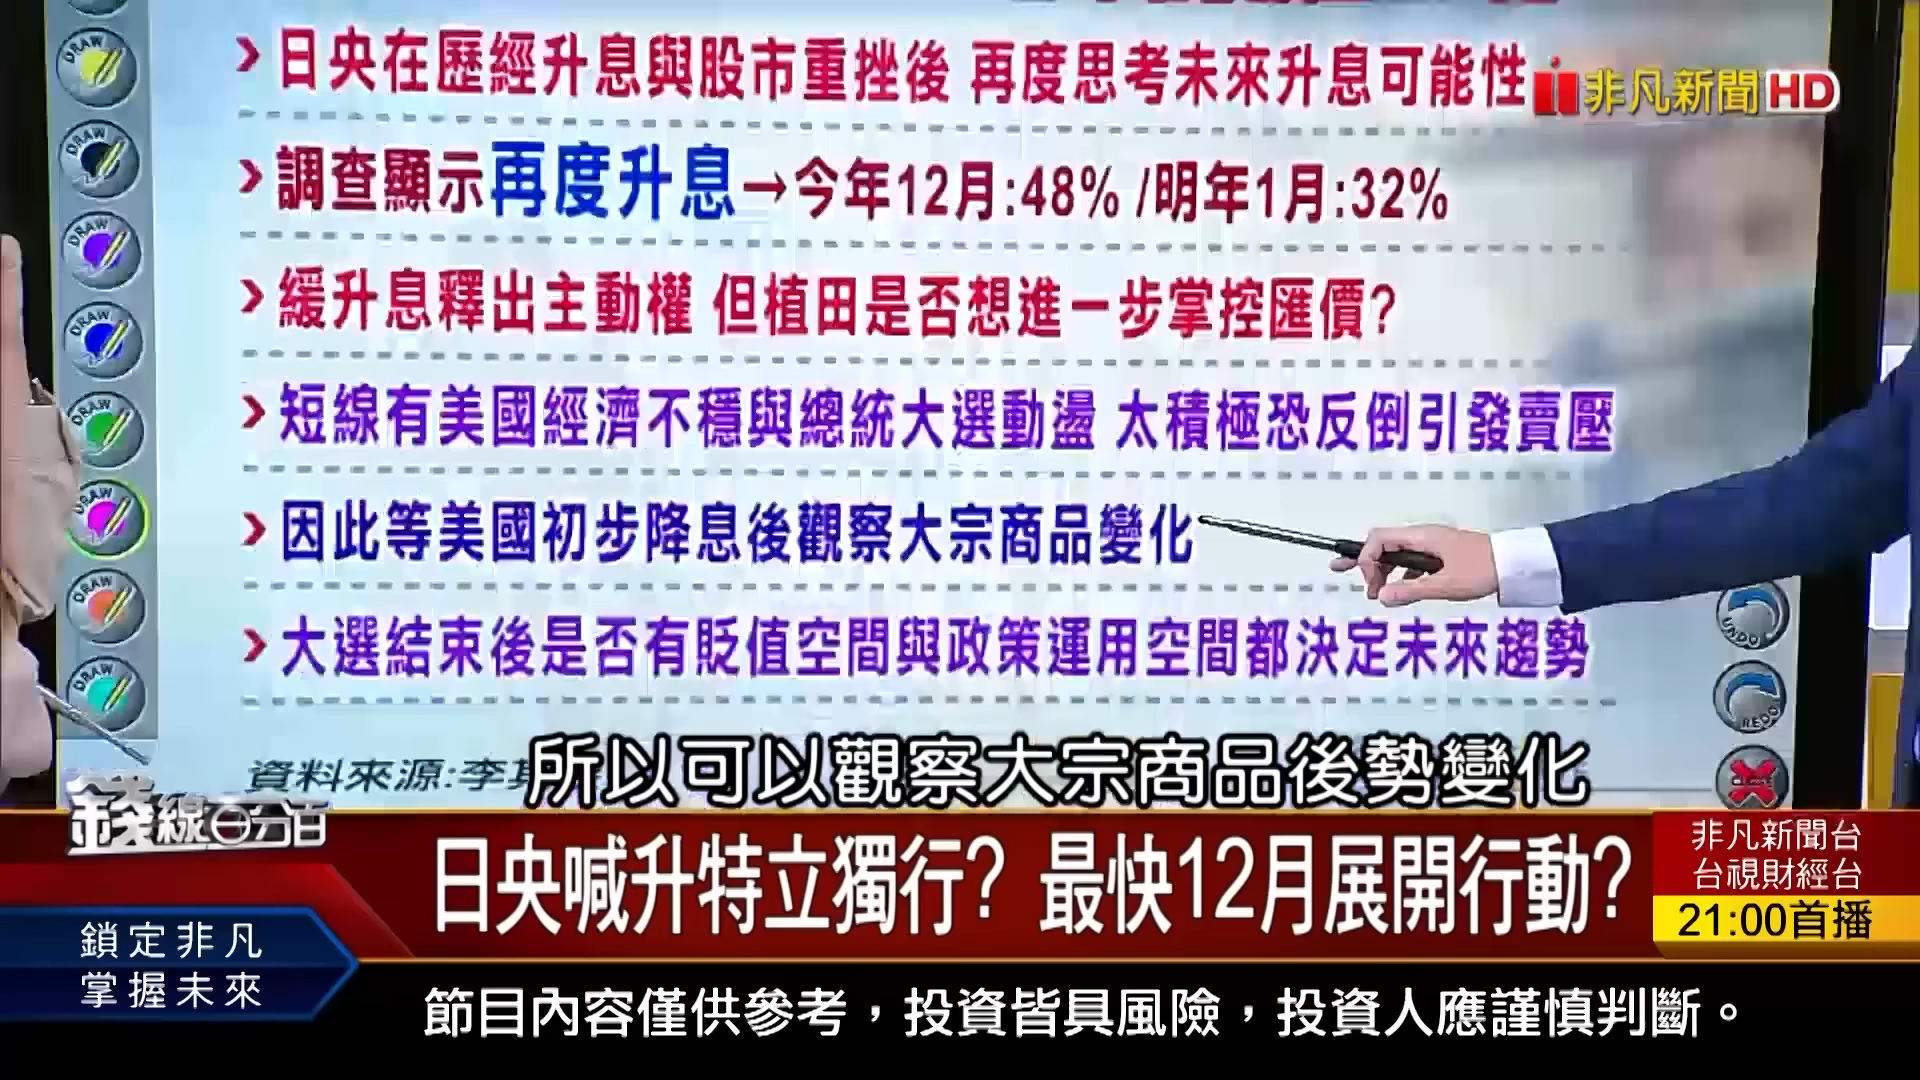 日央在歷經升息與股市重挫後 再度思考未來升息可能性
非凡新聞HD
調查顯示再度升息→今年12月:48% /明年1月:32%
緩升息釋出主動權 但植田是否想進一步掌控匯價?
短線有美國經濟不穩與總統大選動盪 太積極恐反倒引發賣壓
因此等美國初步降息後觀察大宗商品變化
大選結束後是否有貶值空間與政策運用空間都決定未來趨勢
DRAW
DRAW
DRAW
DRAW
DRAW
DRAW
DRAW
DRAW
UNDO
REDO
資料來源:李
所以可以觀察大宗商品後勢變化
錢線百分百
日央喊升特立獨行? 最快12月展開行動?
非凡新聞台
台視財經台
21:00首播
鎖定非凡
掌握未來
節目內容僅供參考，投資皆具風險，投資人應謹慎判斷。